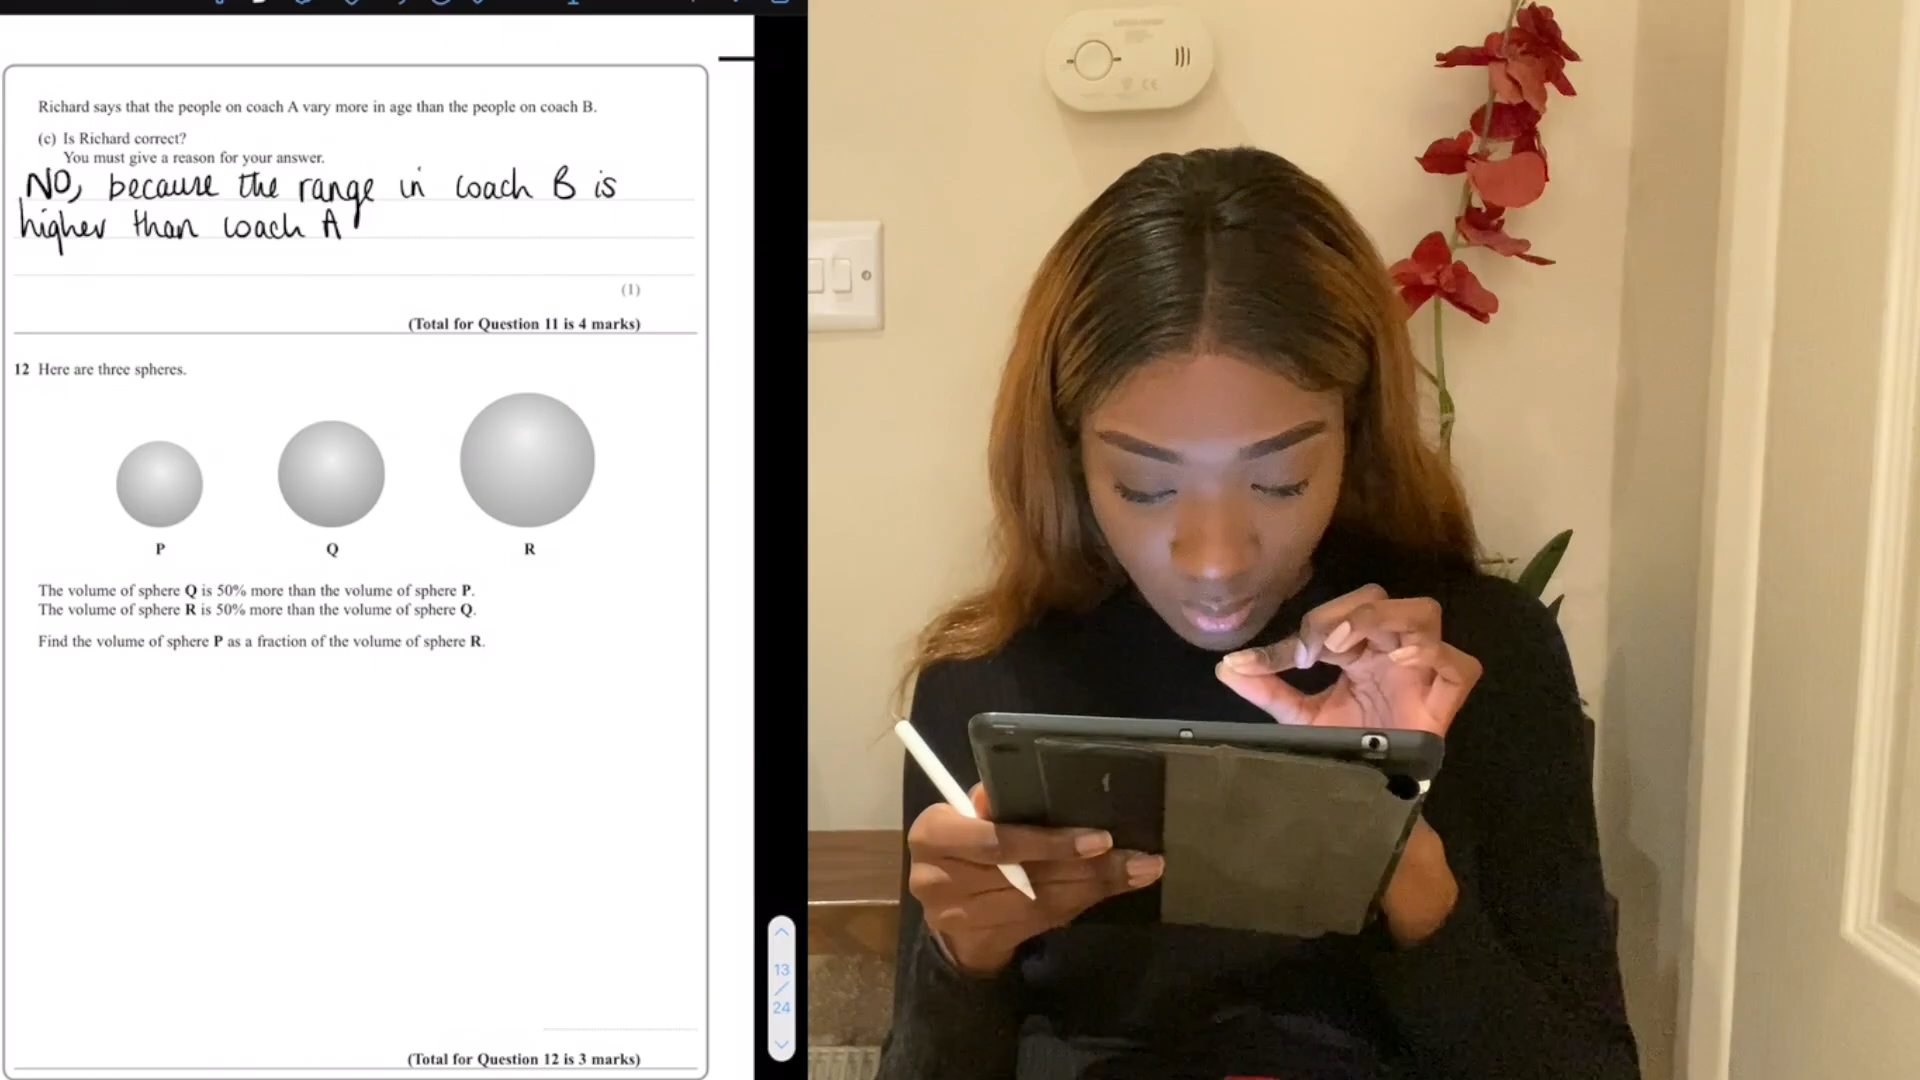 Richard says that the people on coach A vary more in age than the people on coach B.
(c) Is Richard correct?
You must give a reason for your answer.
NO, because the range in coach B is
higher than coach A
(1)
(Total for Question 11 is 4 marks)
12 Here are three spheres.
P Q R
The volume of sphere Q is 50% more than the volume of sphere P.
The volume of sphere R is 50% more than the volume of sphere Q.
Find the volume of sphere P as a fraction of the volume of sphere R.
(Total for Question 12 is 3 marks)
13
/
24